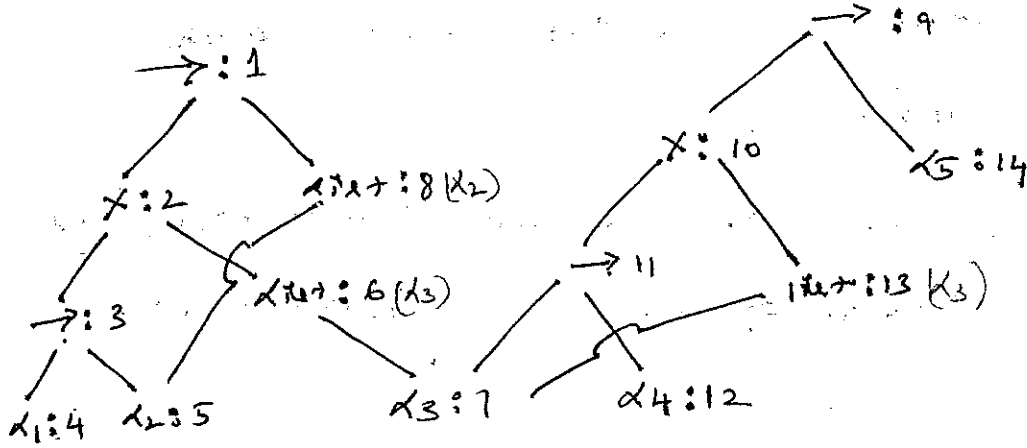 → : 9
→ : 1
× : 10
α5 : 14
× : 2
: 8 (α2)
→ 11
: 6 (α3)
: 13 (α3)
→ : 3
α1 : 4 α2 : 5
α3 : 7
α4 : 12